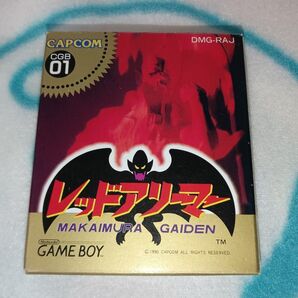 CAPCOM
DMG-RAJ
CGB
01
レッドアリーマー
MAKAIMURA GAIDEN
TM
Nintendo
GAME BOY
© 1990 CAPCOM ALL RIGHTS RESERVED.